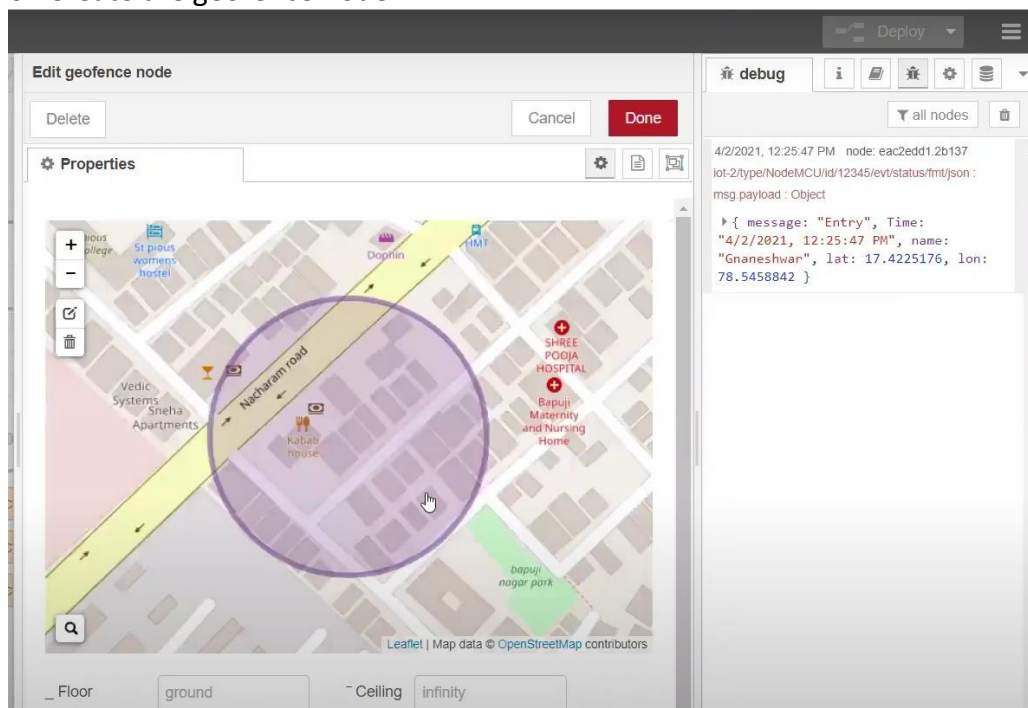 Deploy
Edit geofence node
Delete
Cancel
Done
Properties
debug
i
all nodes
4/2/2021, 12:25:47 PM node: eac2edd1.2b137
iot-2/type/NodeMCU/id/12345/evt/status/fmt/json :
msg.payload : Object
{ message: "Entry", Time:
"4/2/2021, 12:25:47 PM", name:
"Gnaneshwar", lat: 17.4225176, lon:
78.5458842 }
+
−
St pious
womens
hostel
Dophin
HMT
Nacharam road
SHREE
POOJA
HOSPITAL
Bapuji
Maternity
and Nursing
Home
Vedic
Systems
Sneha
Apartments
Kabab
house
bapuji
nagar park
Leaflet | Map data © OpenStreetMap contributors
Floor
ground
Ceiling
infinity